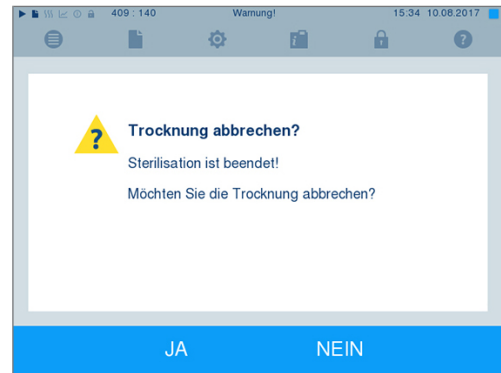 409 : 140 Warnung! 15:34 10.08.2017
Trocknung abbrechen?
Sterilisation ist beendet!
Möchten Sie die Trocknung abbrechen?
JA NEIN